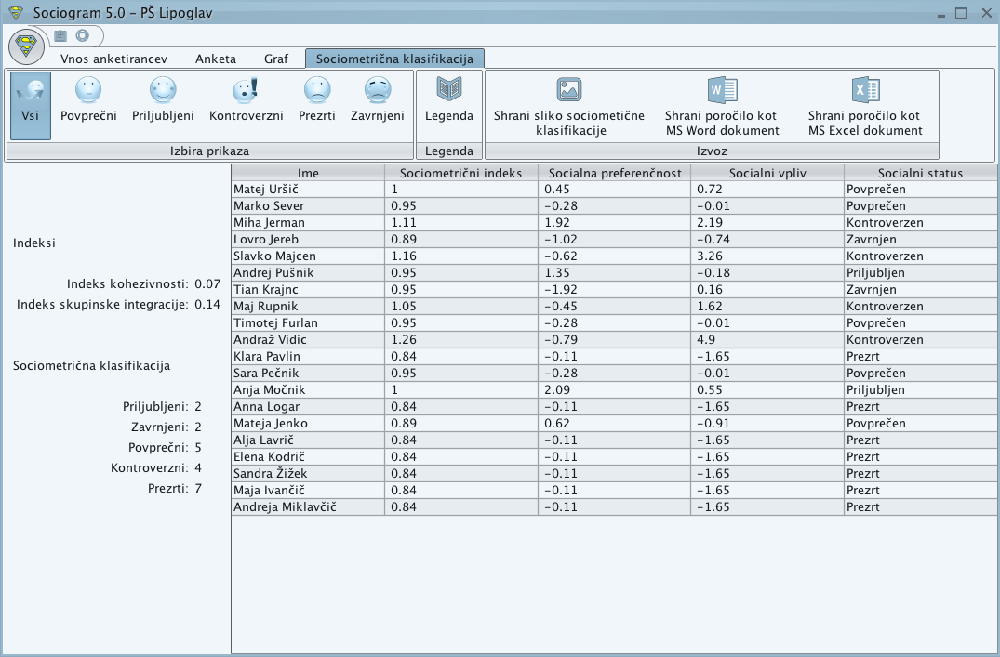 Sociogram 5.0 – PŠ Lipoglav
Vnos anketirancev Anketa Graf Sociometrična klasifikacija
Vsi Povprečni Priljubljeni Kontroverzni Prezrti Zavrnjeni
Izbira prikaza
Legenda
Legenda
Shrani sliko sociometične
klasifikacije
Shrani poročilo kot
MS Word dokument
Shrani poročilo kot
MS Excel dokument
Izvoz
Indeksi
Indeks kohezivnosti: 0.07
Indeks skupinske integracije: 0.14
Sociometrična klasifikacija
Priljubljeni: 2
Zavrnjeni: 2
Povprečni: 5
Kontroverzni: 4
Prezrti: 7
Ime Sociometrični indeks Socialna preferenčnost Socialni vpliv Socialni status
Matej Uršič 1 0.45 0.72 Povprečen
Marko Sever 0.95 −0.28 −0.01 Povprečen
Miha Jerman 1.11 1.92 2.19 Kontroverzen
Lovro Jereb 0.89 −1.02 −0.74 Zavrnjen
Slavko Majcen 1.16 −0.62 3.26 Kontroverzen
Andrej Pušnik 0.95 1.35 −0.18 Priljubljen
Tian Krajnc 0.95 −1.92 0.16 Zavrnjen
Maj Rupnik 1.05 −0.45 1.62 Kontroverzen
Timotej Furlan 0.95 −0.28 −0.01 Povprečen
Andraž Vidic 1.26 −0.79 4.9 Kontroverzen
Klara Pavlin 0.84 −0.11 −1.65 Prezrt
Sara Pečnik 0.95 −0.28 −0.01 Povprečen
Anja Močnik 1 2.09 0.55 Priljubljen
Anna Logar 0.84 −0.11 −1.65 Prezrt
Mateja Jenko 0.89 0.62 −0.91 Povprečen
Alja Lavrič 0.84 −0.11 −1.65 Prezrt
Elena Kodrič 0.84 −0.11 −1.65 Prezrt
Sandra Žižek 0.84 −0.11 −1.65 Prezrt
Maja Ivančič 0.84 −0.11 −1.65 Prezrt
Andreja Miklavčič 0.84 −0.11 −1.65 Prezrt